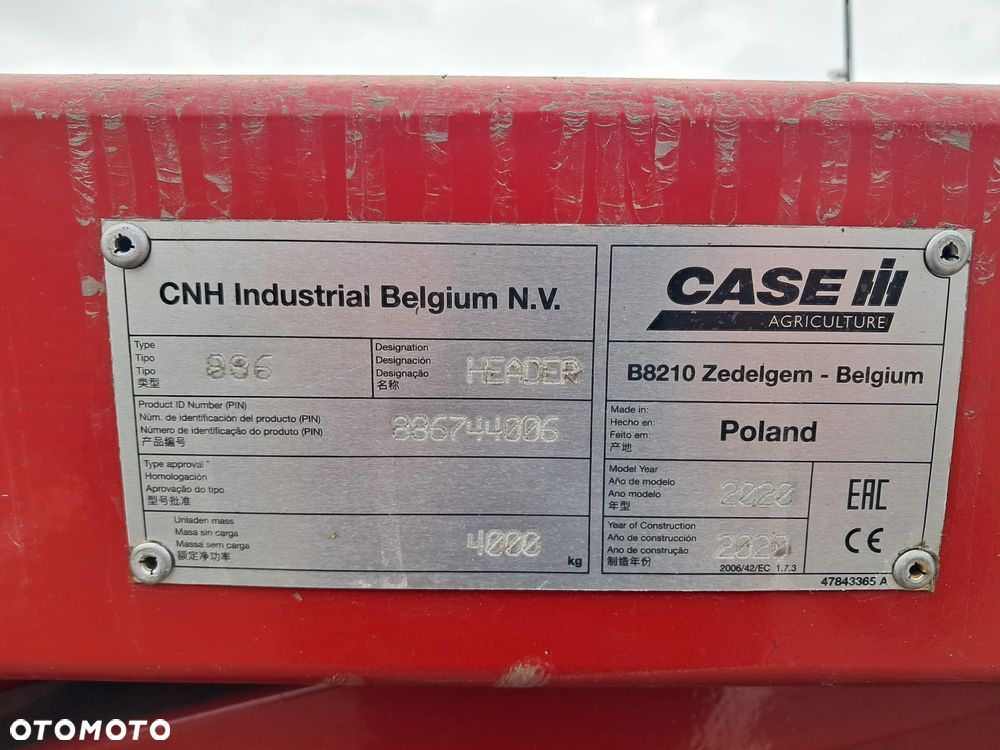 CNH Industrial Belgium N.V.
Type
Tipo
Tipo
类型
886
Designation
Designación
Designação
名称
HEADER
Product ID Number (PIN)
Núm. de identificación del producto (PIN)
Número de identificação do produto (PIN)
产品编号
886744006
Type approval
Homologación
Aprovação do tipo
型号批准
Unladen mass
Masa sin carga
Massa sem carga
额定净功率
4000
kg
CASE IH
AGRICULTURE
B8210 Zedelgem - Belgium
Made in:
Hecho en:
Feito em:
产地
Poland
Model Year
Año de modelo
Ano modelo
年型
2020
Year of Construction
Año de construcción
Ano de construção
制造年份
2020
2006/42/EC 1.7.3
EAC
CE
47843365 A
OTOMOTO